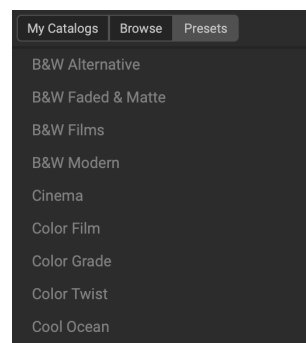 My Catalogs Browse Presets
B&W Alternative
B&W Faded & Matte
B&W Films
B&W Modern
Cinema
Color Film
Color Grade
Color Twist
Cool Ocean